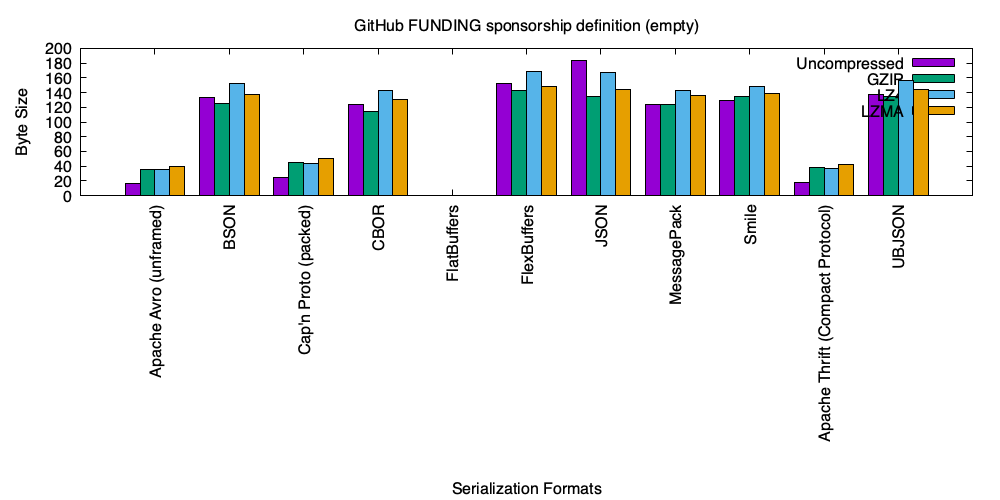 GitHub FUNDING sponsorship definition (empty)
Byte Size
200
180
160
140
120
100
80
60
40
20
0
Uncompressed
GZIP
LZ4
LZMA
Apache Avro (unframed)
BSON
Cap'n Proto (packed)
CBOR
FlatBuffers
FlexBuffers
JSON
MessagePack
Smile
Apache Thrift (Compact Protocol)
UBJSON
Serialization Formats